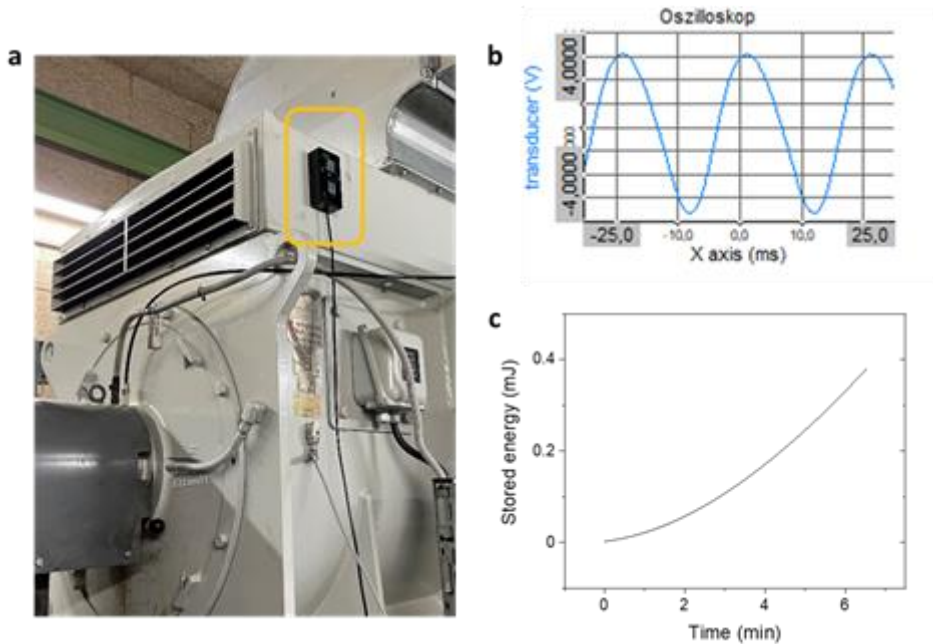 a
b
Oszilloskop
transducer (V)
4,0000
-4,0000
-25,0
-10,0
0,0
10,0
25,0
X axis (ms)
c
Stored energy (mJ)
0.4
0.2
0
0
2
4
6
Time (min)